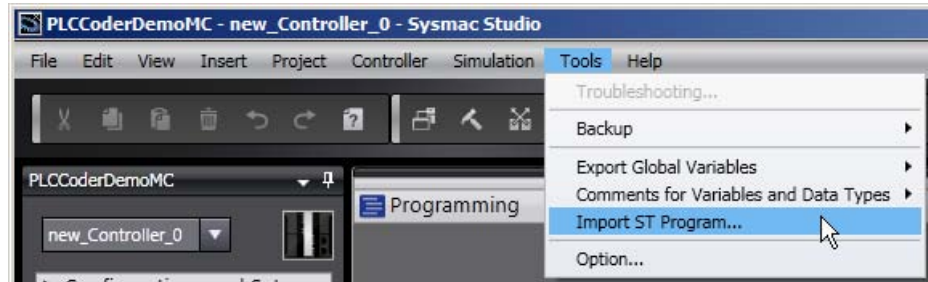 PLCCoderDemoMC - new_Controller_0 - Sysmac Studio
File Edit View Insert Project Controller Simulation Tools Help
Troubleshooting...
Backup
PLCCoderDemoMC
Export Global Variables
Programming
Comments for Variables and Data Types
new_Controller_0
Import ST Program...
Option...